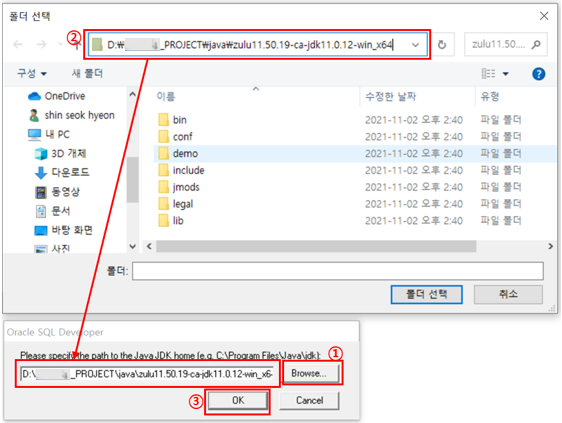 폴더 선택
② D:₩ _PROJECT₩java₩zulu11.50.19-ca-jdk11.0.12-win_x64
zulu11.50....
구성 새 폴더
OneDrive
shin seok hyeon
내 PC
3D 개체
다운로드
동영상
문서
바탕 화면
사진
이름 수정한 날짜 유형
bin 2021-11-02 오후 2:40 파일 폴더
conf 2021-11-02 오후 2:40 파일 폴더
demo 2021-11-02 오후 2:40 파일 폴더
include 2021-11-02 오후 2:40 파일 폴더
jmods 2021-11-02 오후 2:40 파일 폴더
legal 2021-11-02 오후 2:40 파일 폴더
lib 2021-11-02 오후 2:40 파일 폴더
폴더:
폴더 선택 취소
Oracle SQL Developer
Please specify the path to the Java JDK home (e.g. C:\Program Files\Java\jdk): ①
D:\ _PROJECT\java\zulu11.50.19-ca-jdk11.0.12-win_x6 Browse...
③ OK Cancel